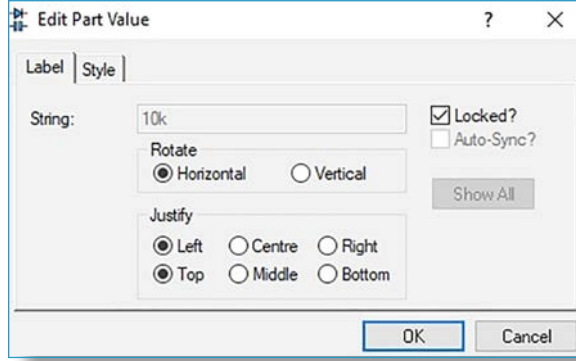 Edit Part Value ? ×
Label Style
String: 10k Locked?
Auto-Sync?
Rotate
Horizontal Vertical
Show All
Justify
Left Centre Right
Top Middle Bottom
OK Cancel